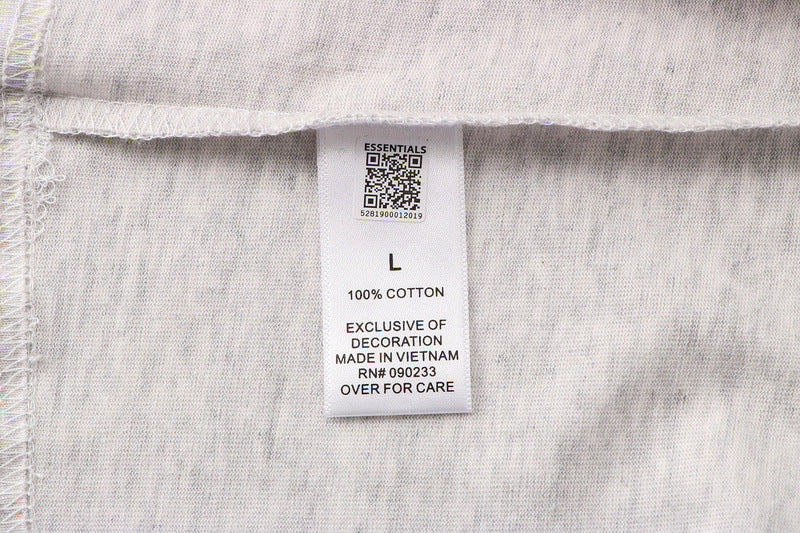 ESSENTIALS
5281900012019
L
100% COTTON
EXCLUSIVE OF
DECORATION
MADE IN VIETNAM
RN# 090233
OVER FOR CARE